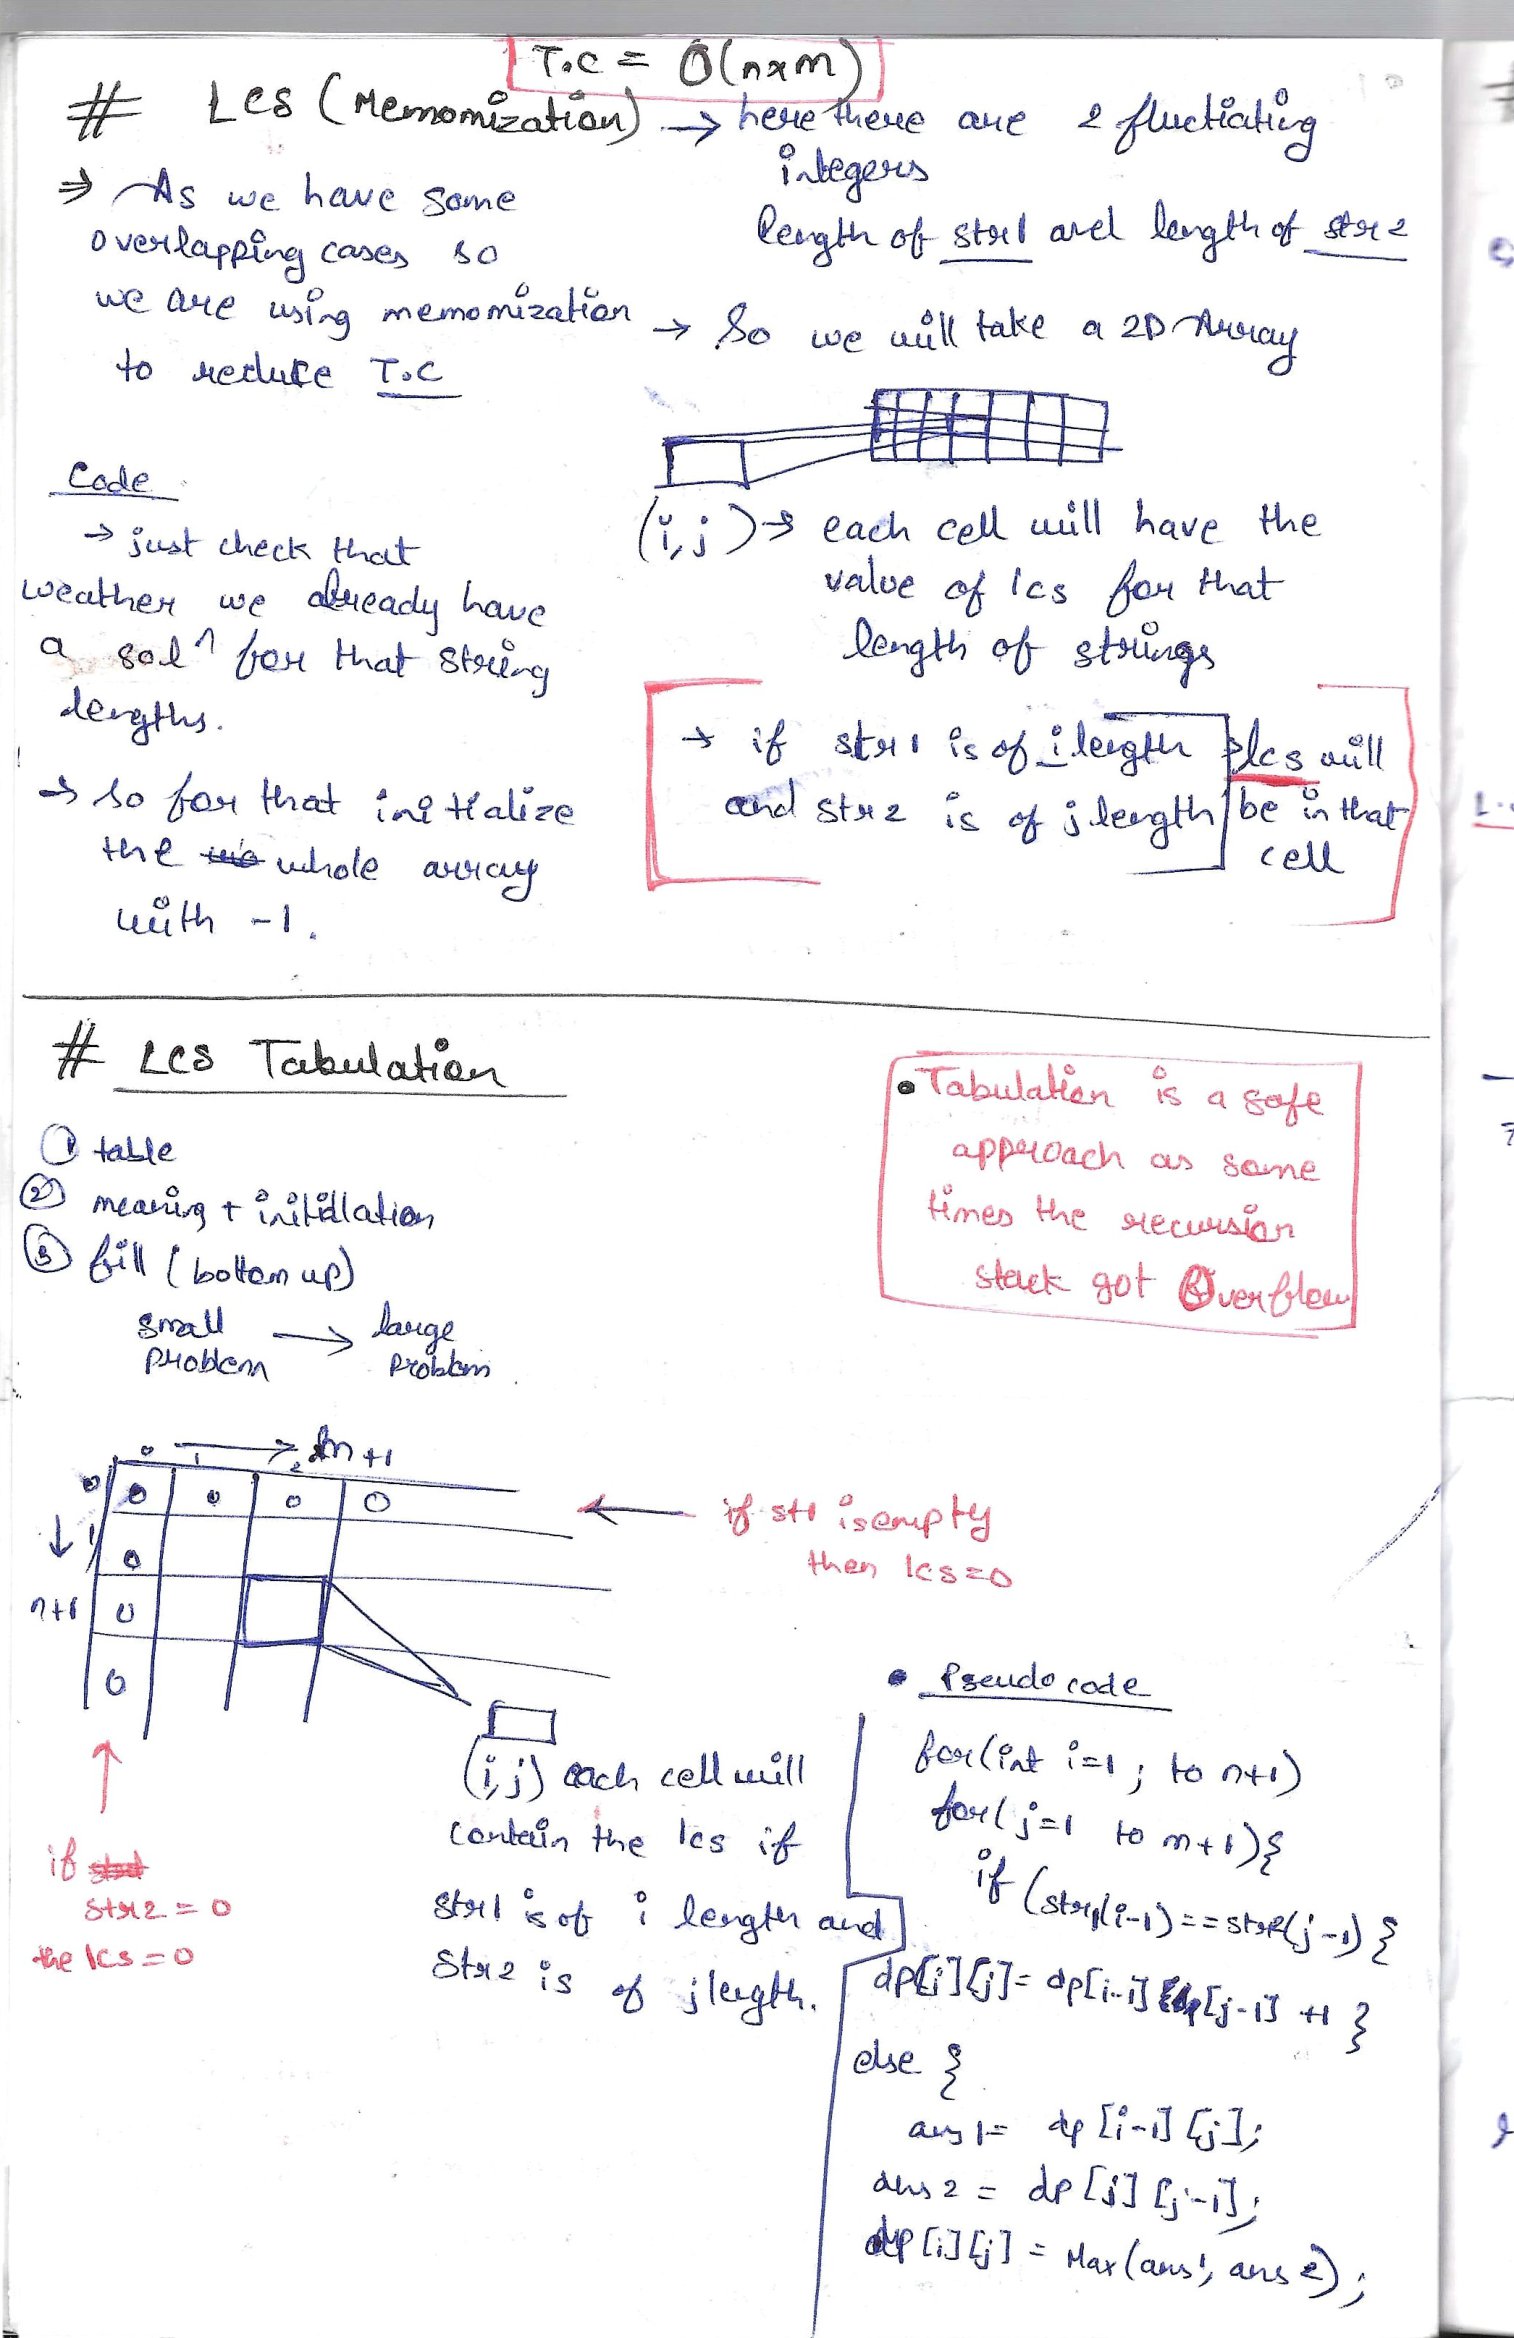 T.C = O(n×m)
# LCS (Memomization)
⇒ As we have some
overlapping cases so
we are using memomization
to reduce T.C
→ here there are 2 fluctiating
integers
length of str1 and length of str2
→ So we will take a 2D Array
(i,j) → each cell will have the
value of lcs for that
length of strings
Code
→ just check that
weather we already have
a solⁿ for that string
lengths.
→ so for that initialize
the whole array
with -1.
→ if str1 is of i length
and str2 is of j length
lcs will
be in that
cell
# LCS Tabulation
① table
② meaning + initillation
③ fill (bottom up)
small → large
problem problem
• Tabulation is a safe
approach as some
times the recursion
stack got Overflow
0 → 1 2 m+1
0 0 0 0 0
↓ 1 0
n+1 0
0
← if st1 is empty
then lcs=0
↑
if
str2 = 0
the lcs = 0
(i,j) each cell will
contain the lcs if
str1 is of i length and
str2 is of j length.
• Pseudo code
for(int i=1; to n+1)
for(j=1 to m+1){
if (str1(i-1)==str2(j-1) {
dp[i][j]= dp[i-1][j-1] +1 }
else {
ans1= dp[i-1][j];
ans2 = dp[i][j-1];
dp[i][j] = Max(ans1, ans2);